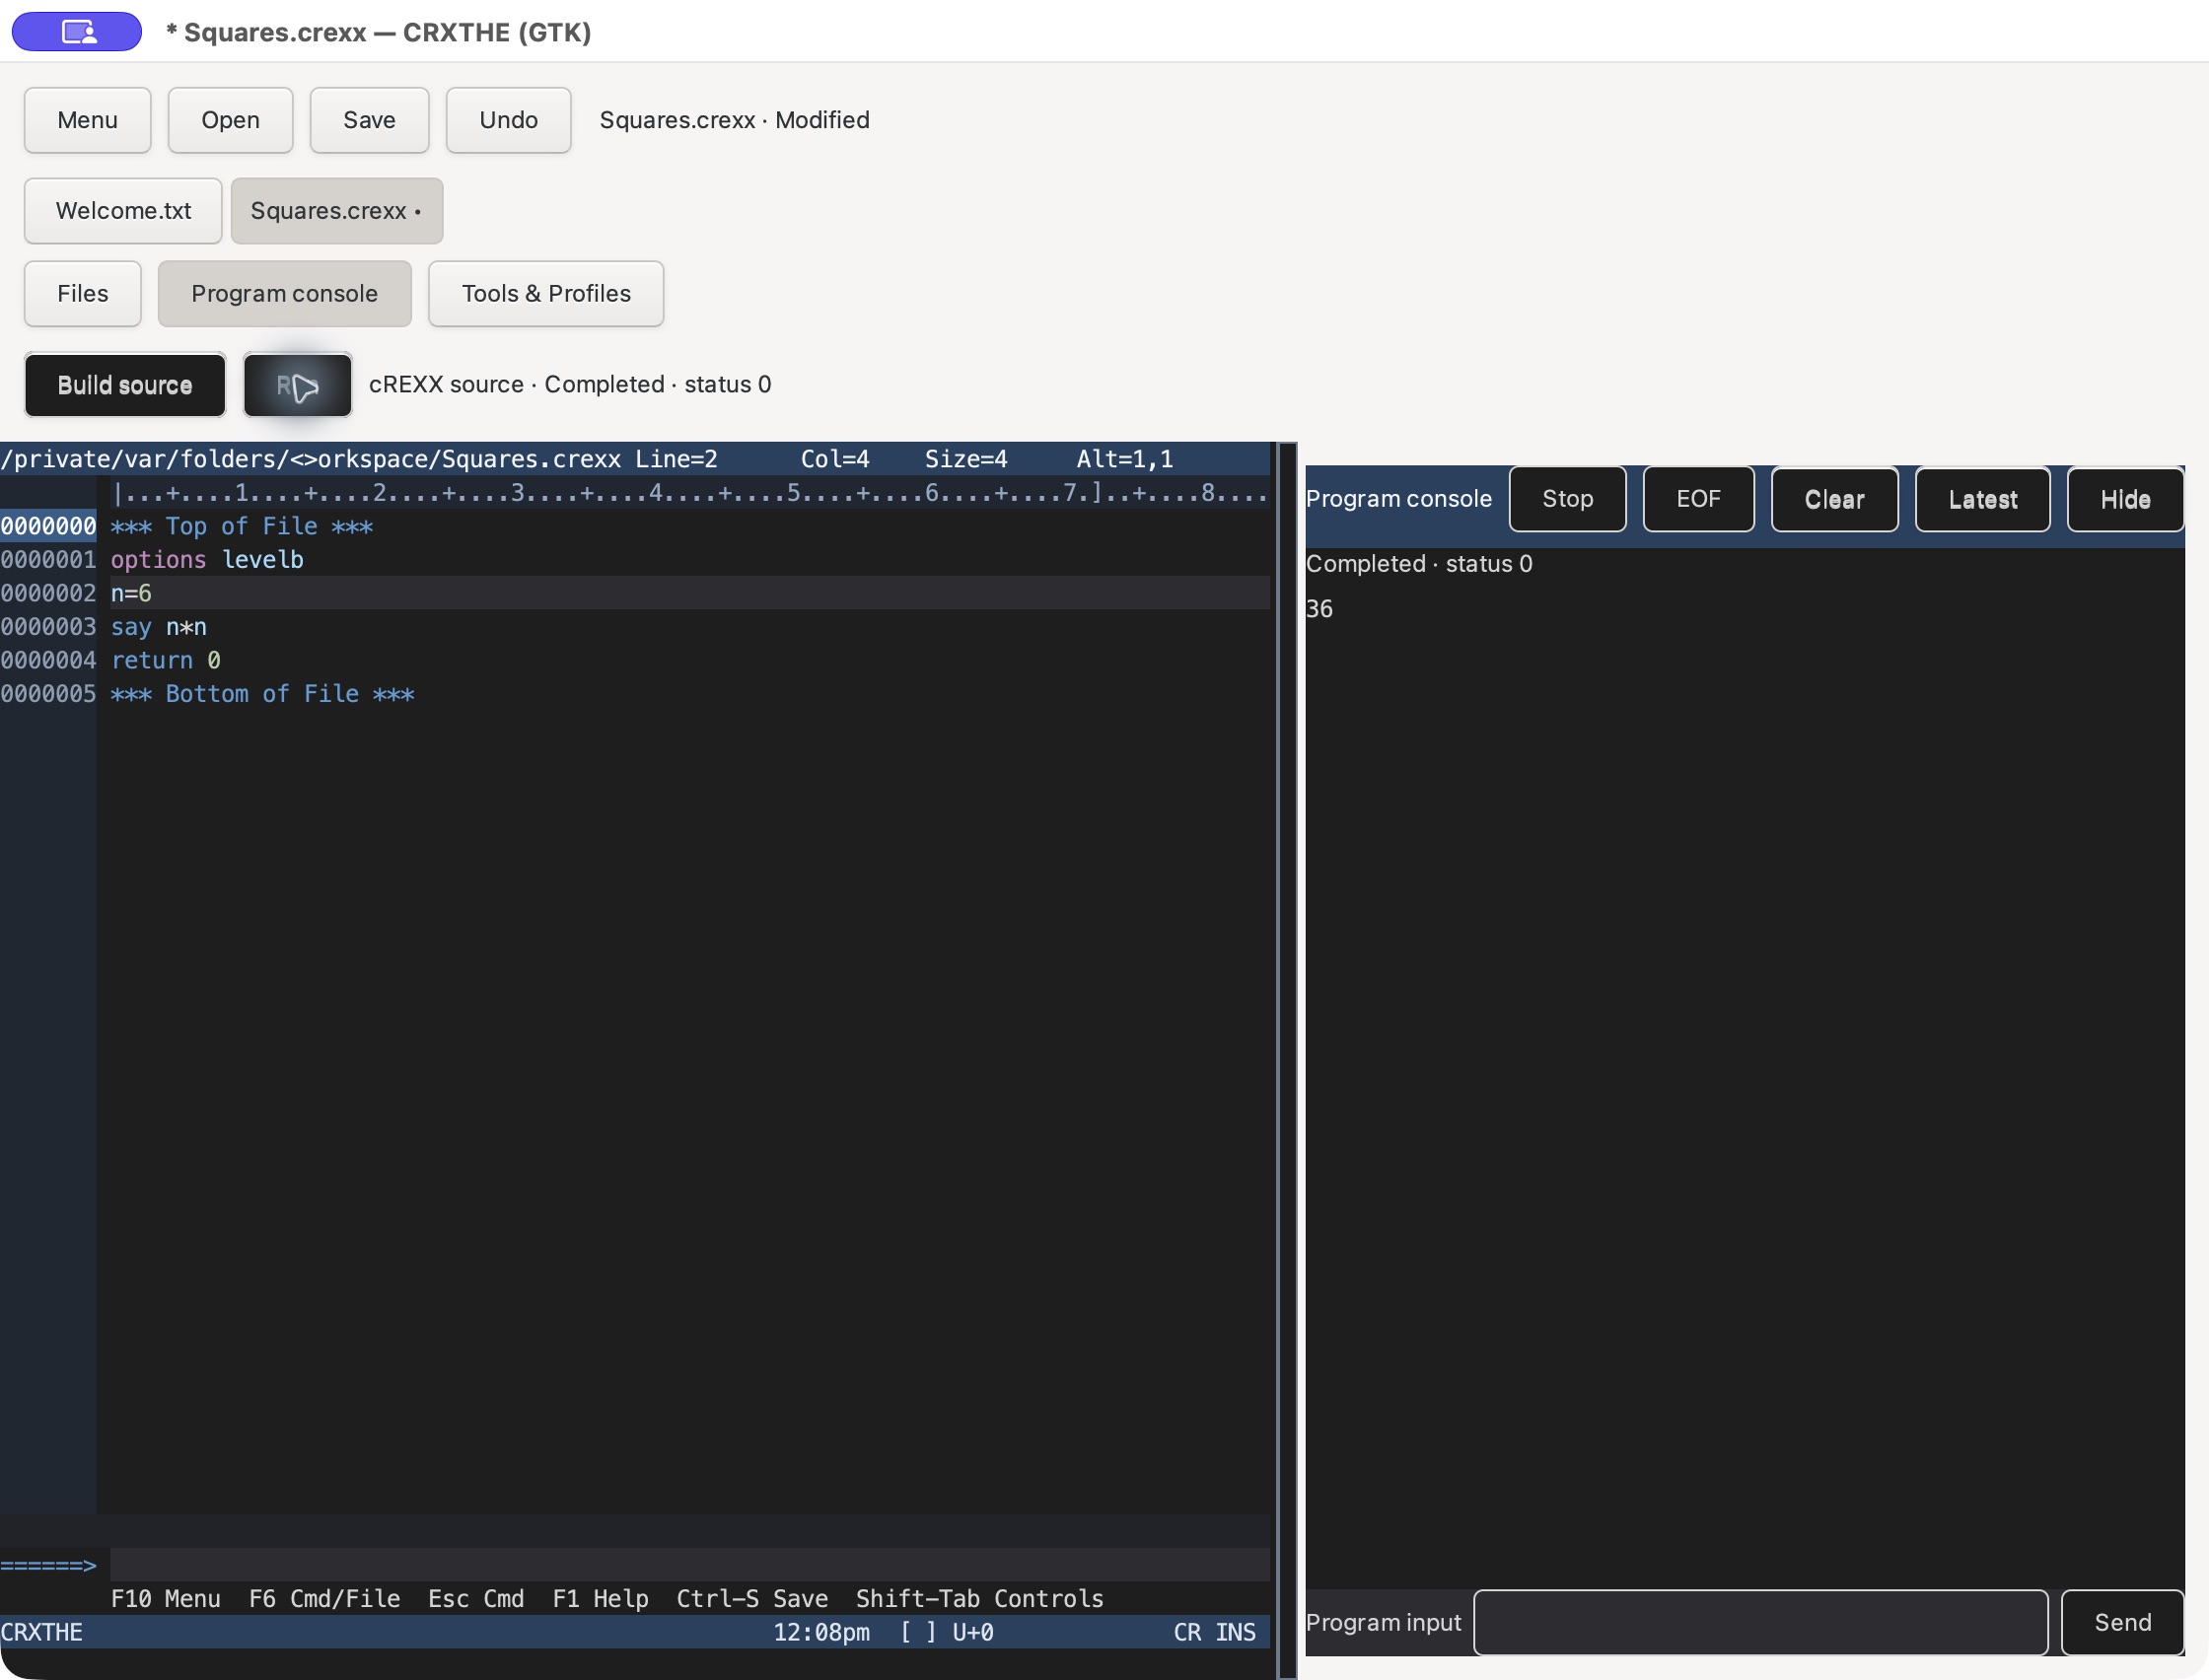 * Squares.crexx — CRXTHE (GTK)
Menu Open Save Undo Squares.crexx · Modified
Welcome.txt Squares.crexx •
Files Program console Tools & Profiles
Build source cREXX source · Completed · status 0
/private/var/folders/<>orkspace/Squares.crexx Line=2 Col=4 Size=4 Alt=1,1
|...+....1....+....2....+....3....+....4....+....5....+....6....+....7.]..+....8....
0000000 *** Top of File ***
0000001 options levelb
0000002 n=6
0000003 say n*n
0000004 return 0
0000005 *** Bottom of File ***
======>
F10 Menu F6 Cmd/File Esc Cmd F1 Help Ctrl-S Save Shift-Tab Controls
CRXTHE 12:08pm [ ] U+0 CR INS
Program console Stop EOF Clear Latest Hide
Completed · status 0
36
Program input Send